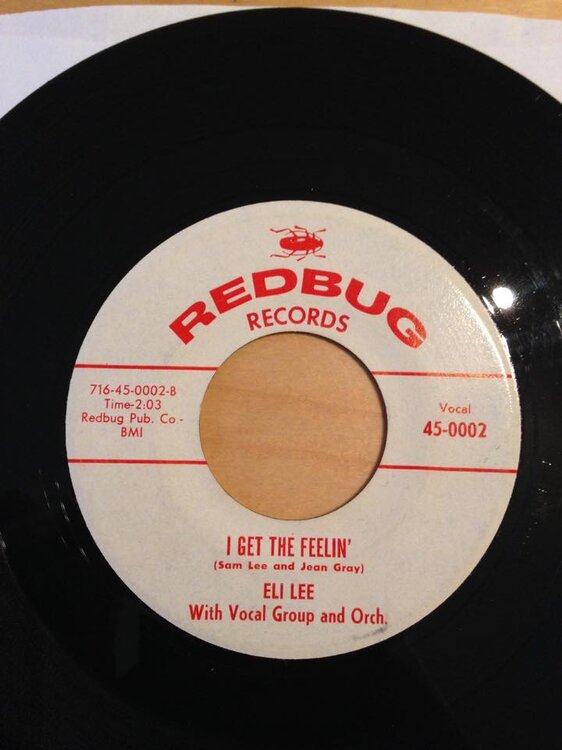 REDBUG
RECORDS
716-45-0002-B
Time-2:03
Redbug Pub. Co -
BMI
Vocal
45-0002
I GET THE FEELIN'
(Sam Lee and Jean Gray)
ELI LEE
With Vocal Group and Orch.